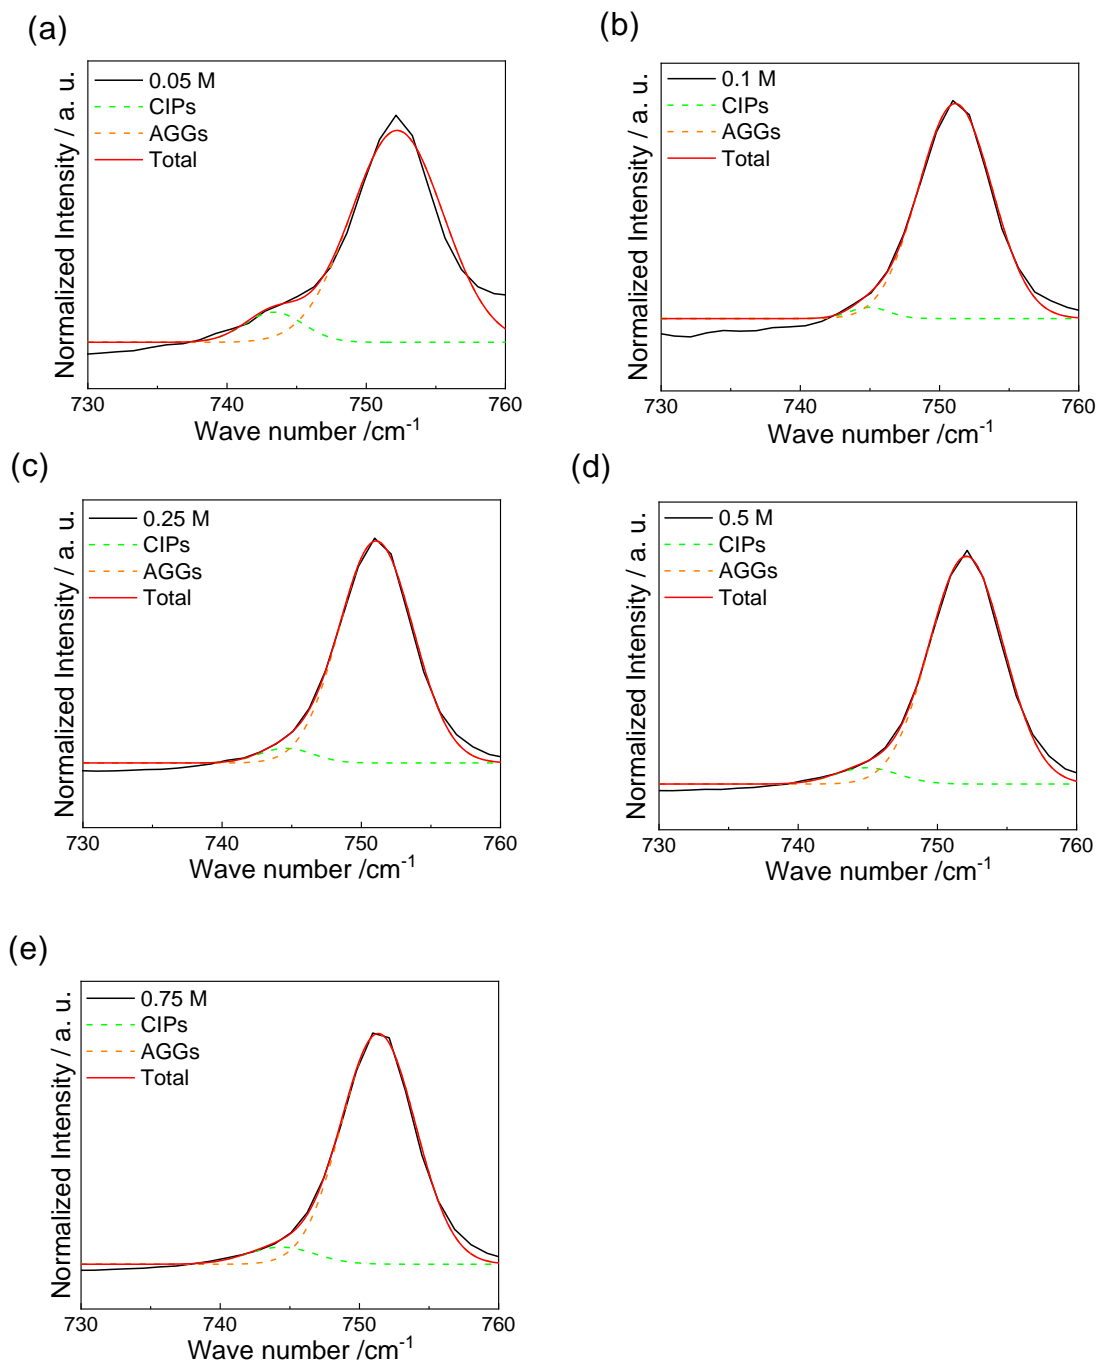 (a)
Normalized Intensity / a. u.
0.05 M
CIPs
AGGs
Total
730 740 750 760
Wave number /cm⁻¹
(b)
Normalized Intensity / a. u.
0.1 M
CIPs
AGGs
Total
730 740 750 760
Wave number /cm⁻¹
(c)
Normalized Intensity / a. u.
0.25 M
CIPs
AGGs
Total
730 740 750 760
Wave number /cm⁻¹
(d)
Normalized Intensity / a. u.
0.5 M
CIPs
AGGs
Total
730 740 750 760
Wave number /cm⁻¹
(e)
Normalized Intensity / a. u.
0.75 M
CIPs
AGGs
Total
730 740 750 760
Wave number /cm⁻¹